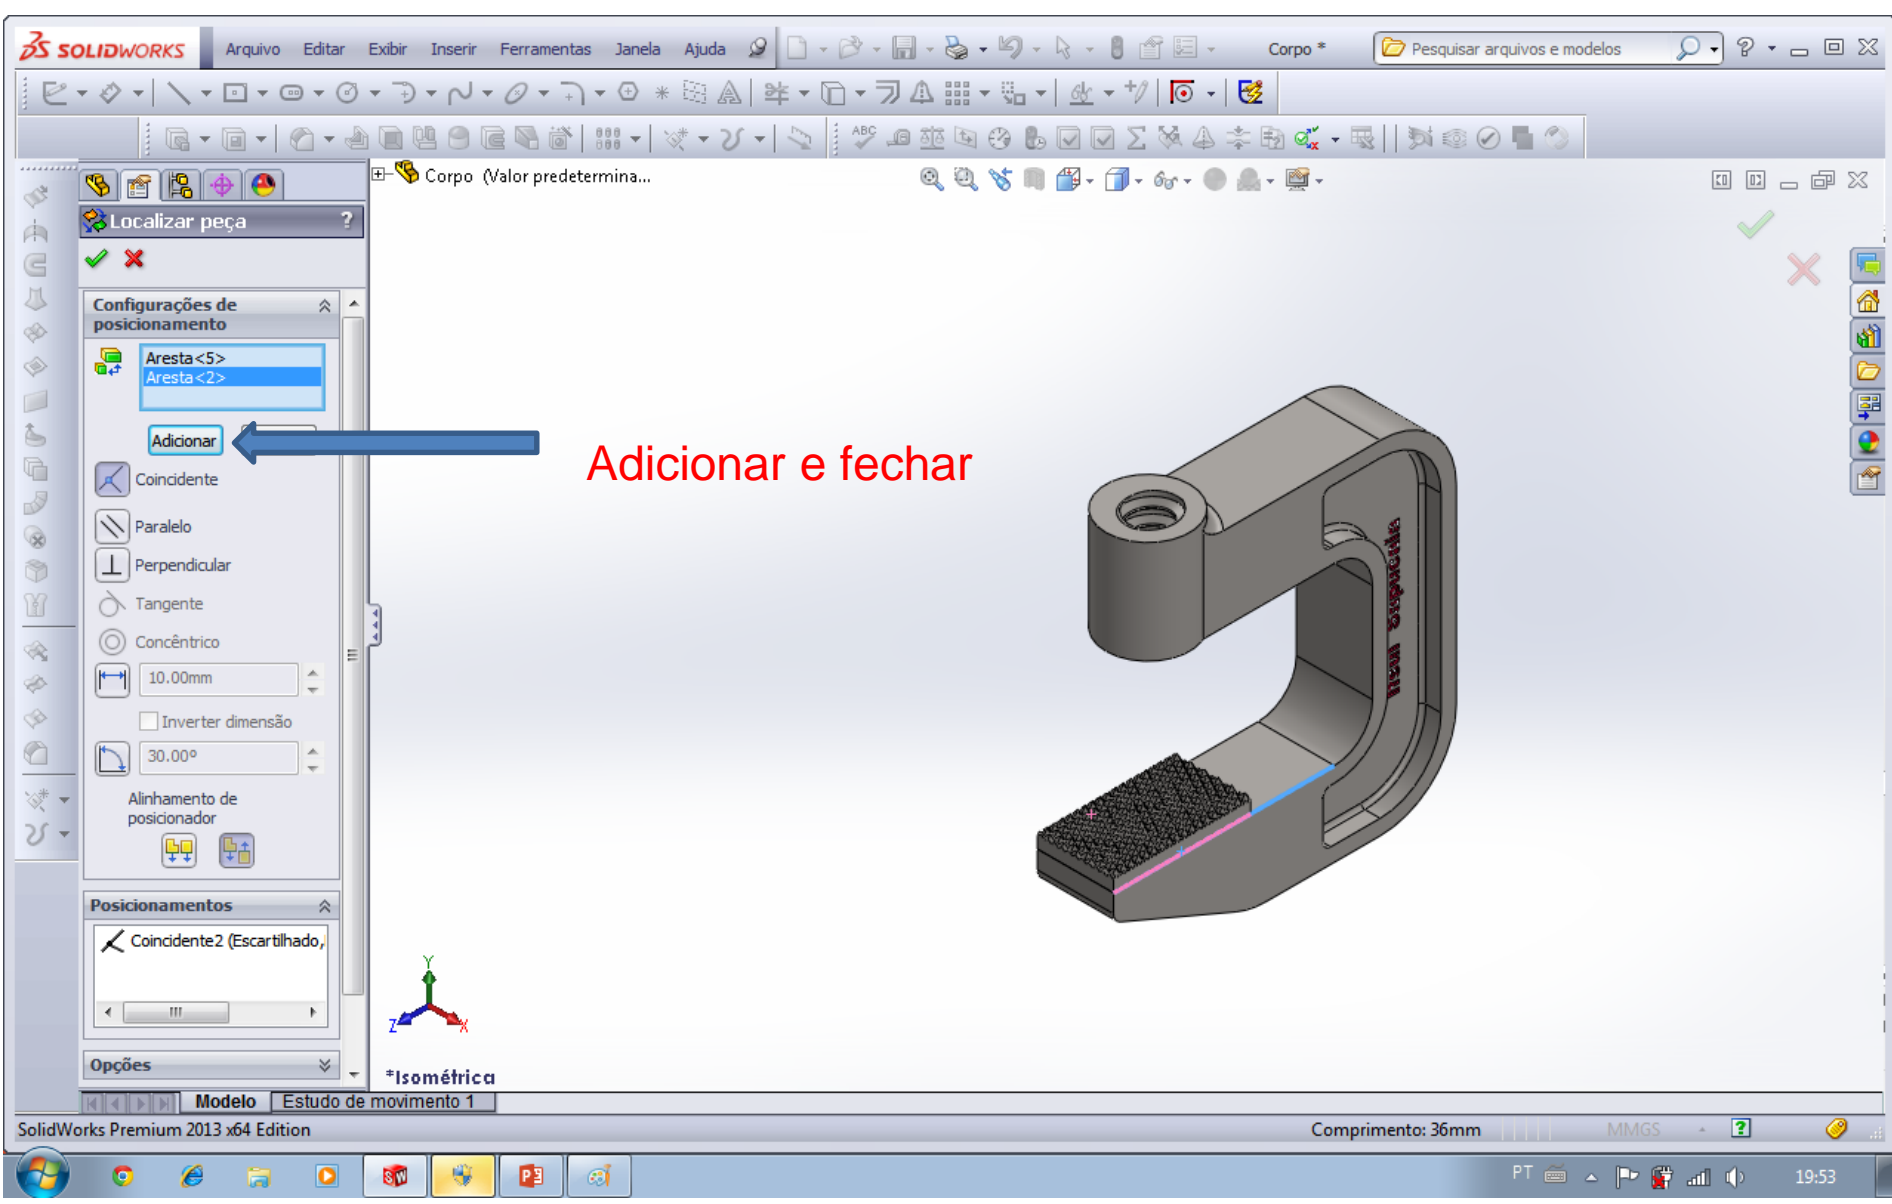 SOLIDWORKS Arquivo Editar Exibir Inserir Ferramentas Janela Ajuda Corpo * Pesquisar arquivos e modelos ?
ABC
Corpo (Valor predetermina...
Localizar peça ?
Configurações de
posicionamento
Aresta<5>
Aresta<2>
Adicionar
Adicionar e fechar
Coincidente
Paralelo
Perpendicular
Tangente
Concêntrico
10.00mm
Inverter dimensão
30.00º
Alinhamento de
posicionador
Posicionamentos
Coincidente2 (Escartilhado,
Y
Z X
Opções
*Isométrica
Modelo Estudo de movimento 1
SolidWorks Premium 2013 x64 Edition Comprimento: 36mm MMGS ?
PT 19:53